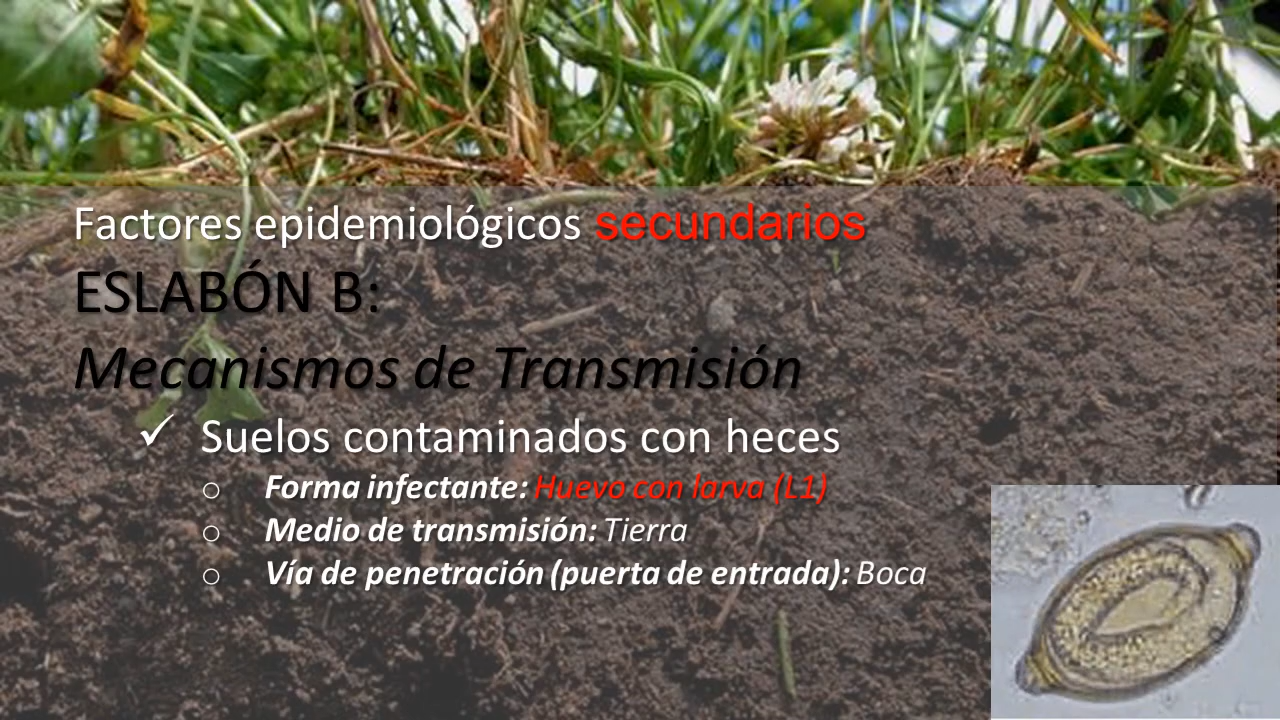 Factores epidemiológicos secundarios
ESLABÓN B:
Mecanismos de Transmisión
✓ Suelos contaminados con heces
o Forma infectante: Huevo con larva (L1)
o Medio de transmisión: Tierra
o Vía de penetración (puerta de entrada): Boca